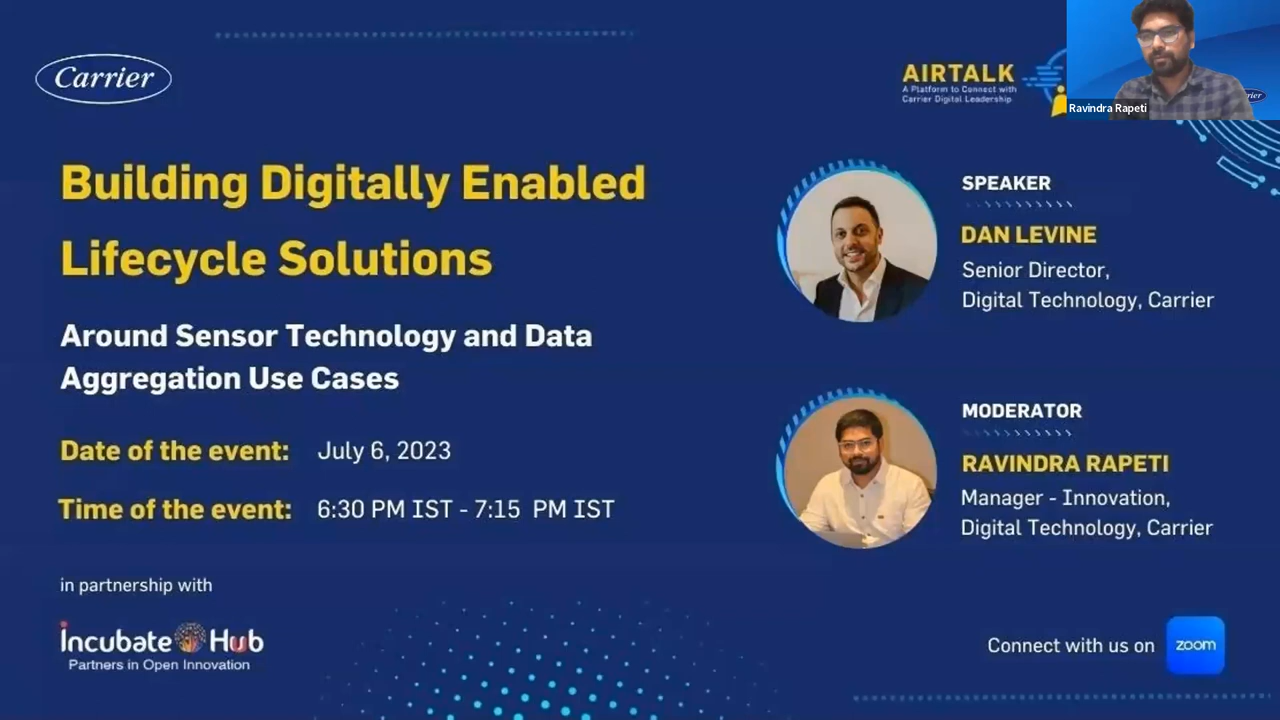 Carrier
AIRTALK
A Platform to Connect with
Carrier Digital Leadership
Ravindra Rapeti
rier
Building Digitally Enabled
Lifecycle Solutions
Around Sensor Technology and Data
Aggregation Use Cases
Date of the event: July 6, 2023
Time of the event: 6:30 PM IST - 7:15 PM IST
in partnership with
incubate Hub
Partners in Open Innovation
SPEAKER
DAN LEVINE
Senior Director,
Digital Technology, Carrier
MODERATOR
RAVINDRA RAPETI
Manager - Innovation,
Digital Technology, Carrier
Connect with us on zoom